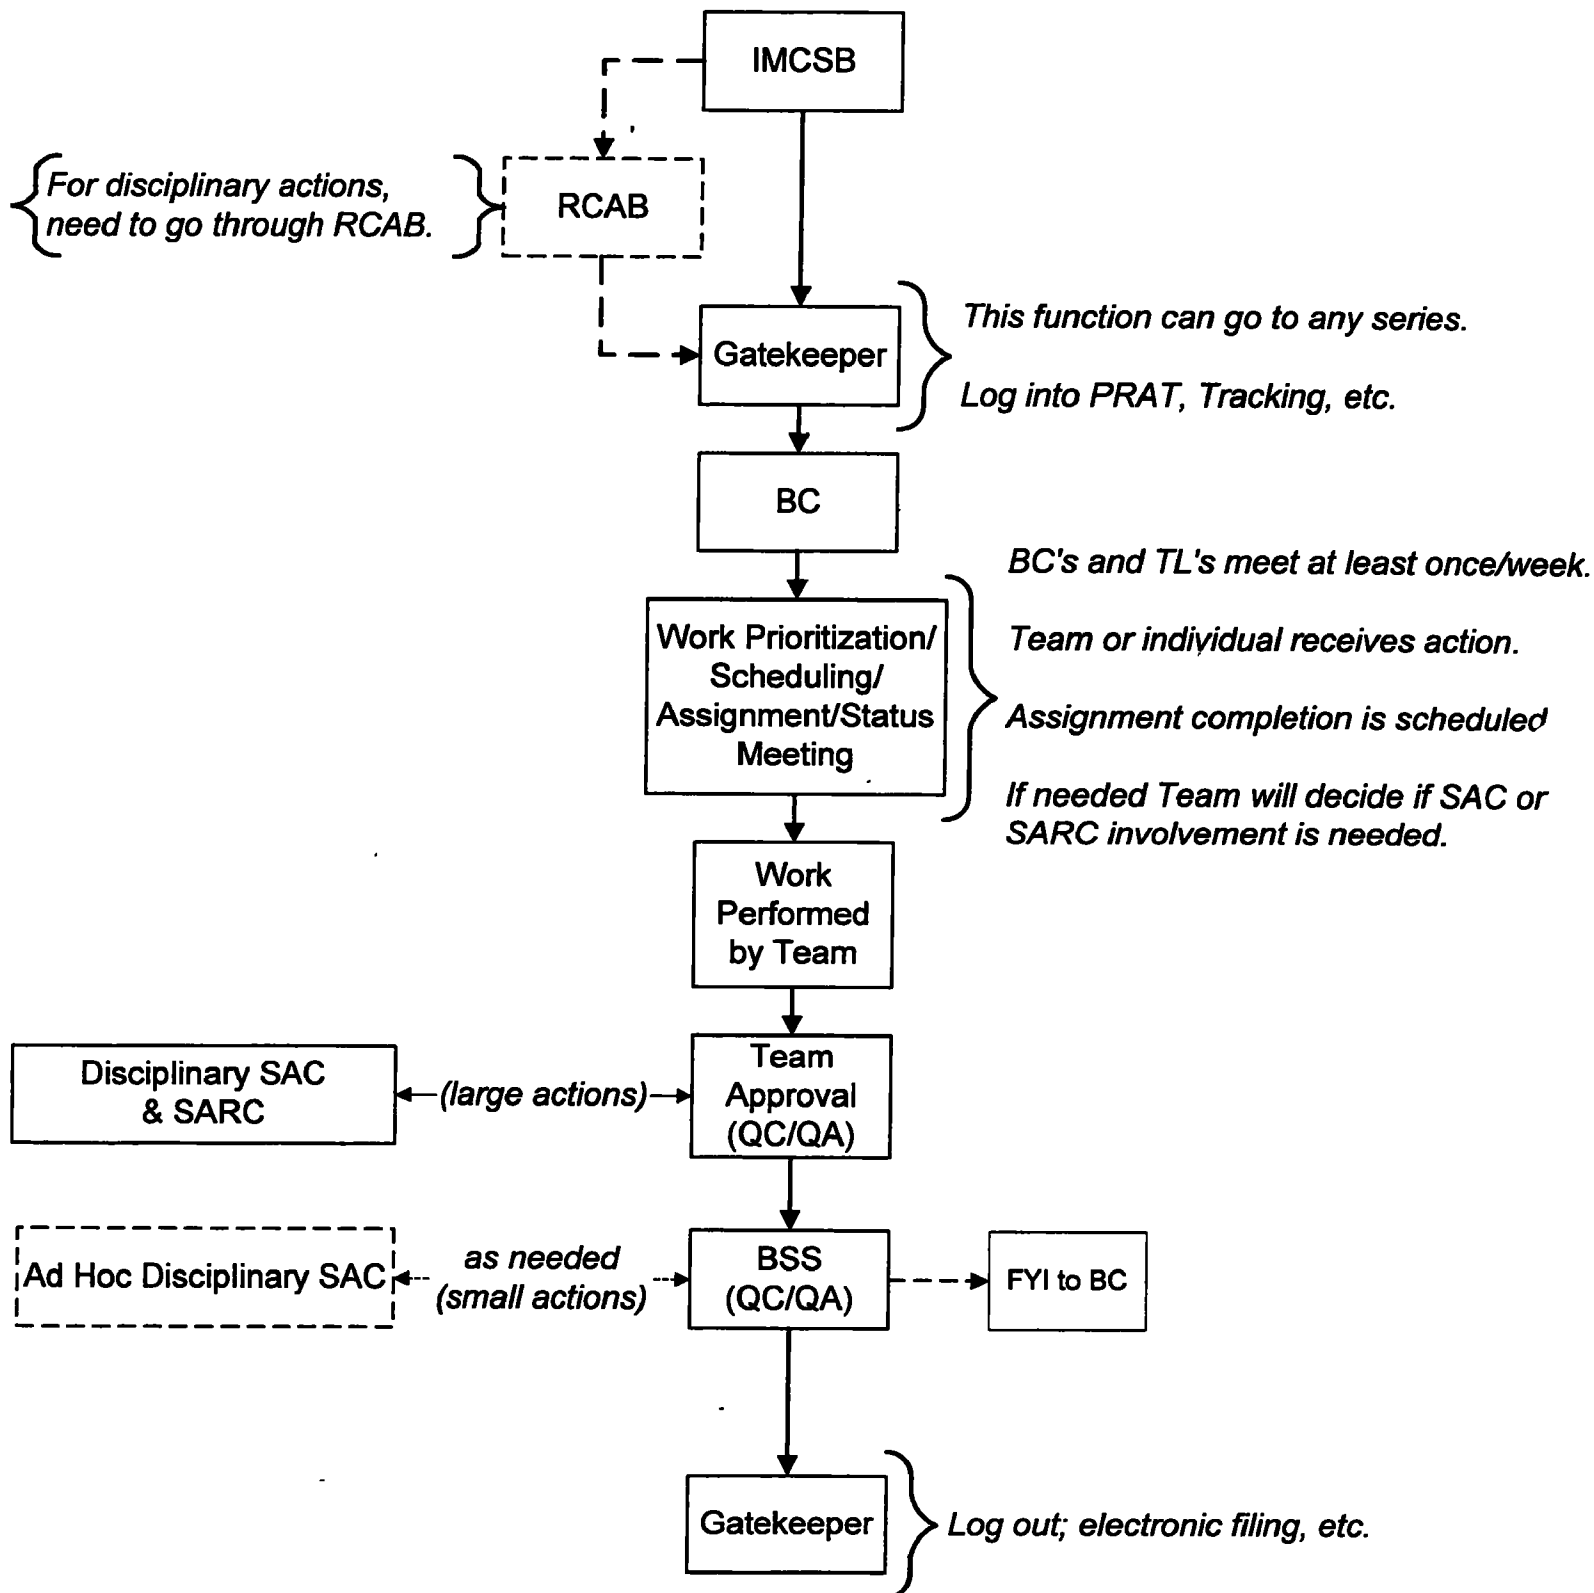 IMCSB
For disciplinary actions,
need to go through RCAB.
RCAB
Gatekeeper
This function can go to any series.
Log into PRAT, Tracking, etc.
BC
BC's and TL's meet at least once/week.
Work Prioritization/
Scheduling/
Assignment/Status
Meeting
Team or individual receives action.
Assignment completion is scheduled
If needed Team will decide if SAC or
SARC involvement is needed.
Work
Performed
by Team
Disciplinary SAC
& SARC
(large actions)
Team
Approval
(QC/QA)
Ad Hoc Disciplinary SAC
as needed
(small actions)
BSS
(QC/QA)
FYI to BC
Gatekeeper
Log out; electronic filing, etc.